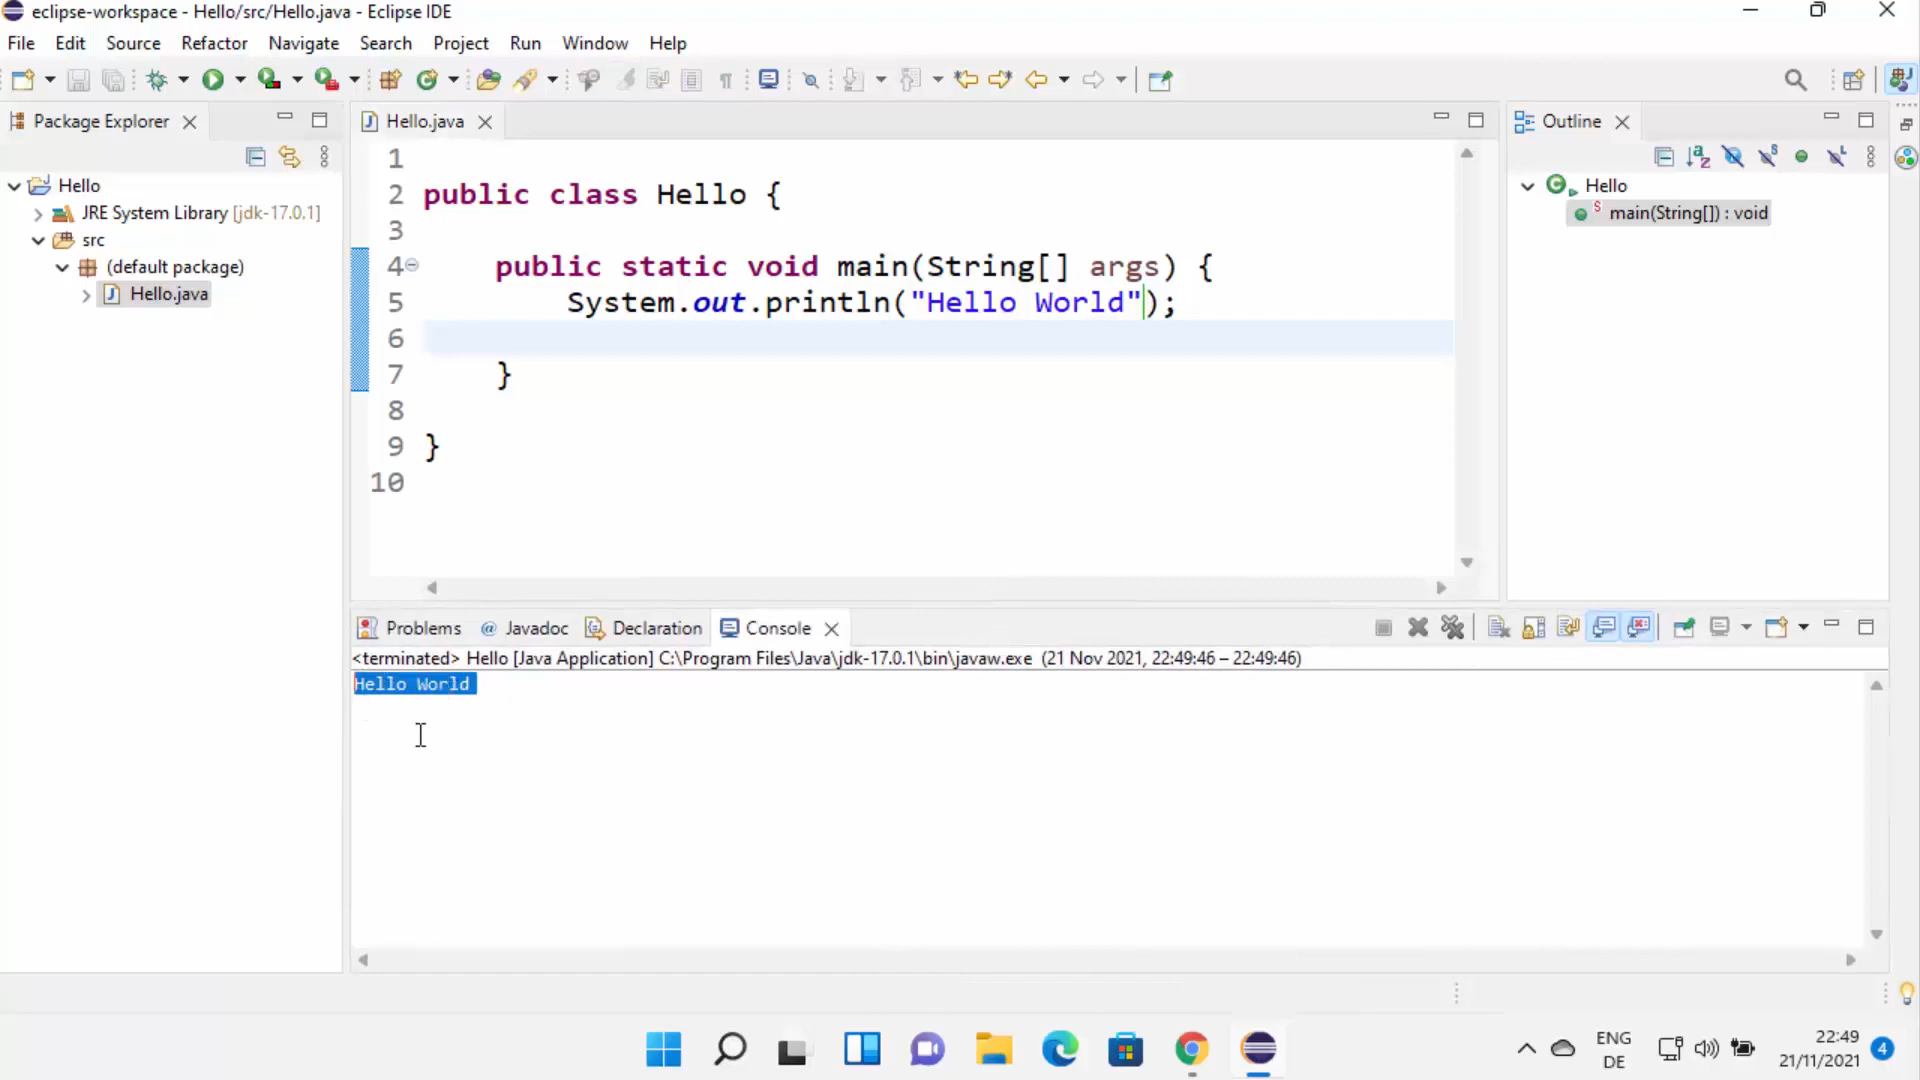 eclipse-workspace - Hello/src/Hello.java - Eclipse IDE
File Edit Source Refactor Navigate Search Project Run Window Help
Package Explorer
Hello.java
Outline
Hello
JRE System Library [jdk-17.0.1]
src
(default package)
Hello.java
1
2 public class Hello {
3
4 public static void main(String[] args) {
5 System.out.println("Hello World");
6
7 }
8
9 }
10
Hello
main(String[]) : void
Problems @ Javadoc Declaration Console
<terminated> Hello [Java Application] C:\Program Files\Java\jdk-17.0.1\bin\javaw.exe (21 Nov 2021, 22:49:46 – 22:49:46)
Hello World
ENG
DE
22:49
21/11/2021
4